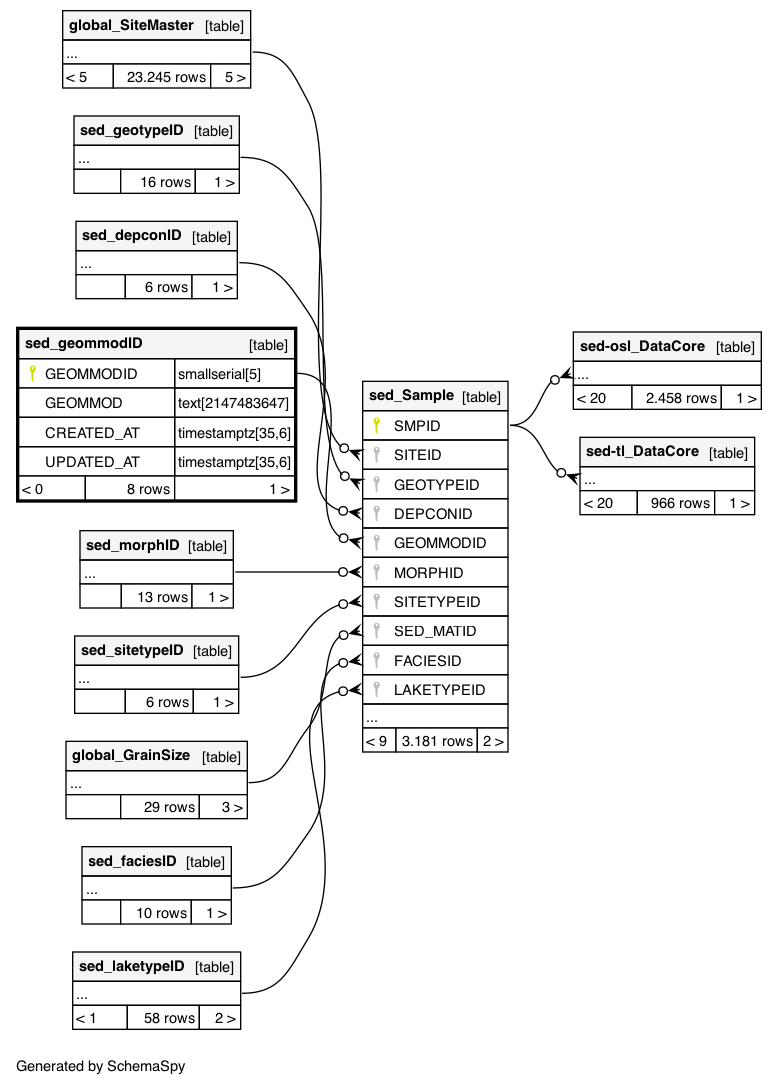 global_SiteMaster [table]
...
< 5 23.245 rows 5 >
sed_geotypeID [table]
...
16 rows 1 >
sed_depconID [table]
...
6 rows 1 >
sed_geommodID [table]
GEOMMODID smallserial[5]
GEOMMOD text[2147483647]
CREATED_AT timestamptz[35,6]
UPDATED_AT timestamptz[35,6]
< 0 8 rows 1 >
sed_morphID [table]
...
13 rows 1 >
sed_sitetypeID [table]
...
6 rows 1 >
global_GrainSize [table]
...
29 rows 3 >
sed_faciesID [table]
...
10 rows 1 >
sed_laketypeID [table]
...
< 1 58 rows 2 >
sed_Sample [table]
SMPID
SITEID
GEOTYPEID
DEPCONID
GEOMMODID
MORPHID
SITETYPEID
SED_MATID
FACIESID
LAKETYPEID
...
< 9 3.181 rows 2 >
sed-osl_DataCore [table]
...
< 20 2.458 rows 1 >
sed-tl_DataCore [table]
...
< 20 966 rows 1 >
Generated by SchemaSpy